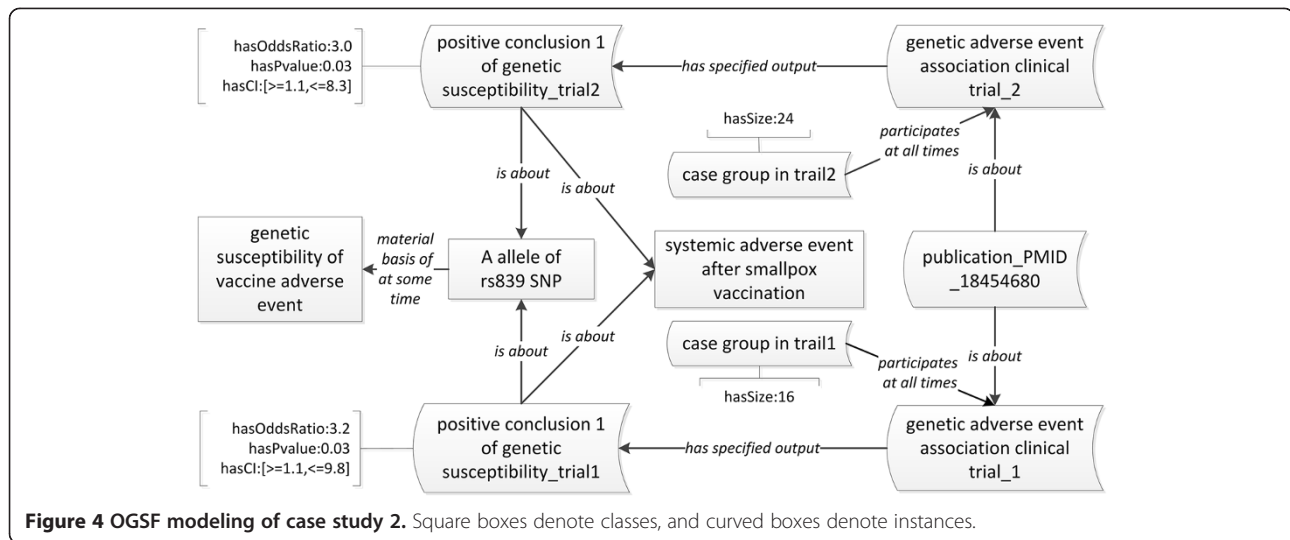 hasOddsRatio:3.0
hasPvalue:0.03
hasCI:[>=1.1,<=8.3]
positive conclusion 1
of genetic
susceptibility_trial2
has specified output
genetic adverse event
association clinical
trial_2
hasSize:24
participates
at all times
case group in trail2
is about
is about
is about
genetic
susceptibility of
vaccine adverse
event
material
basis of
at some
time
A allele of
rs839 SNP
systemic adverse event
after smallpox
vaccination
publication_PMID
_18454680
is about
is about
case group in trail1
participates
at all times
is about
hasSize:16
hasOddsRatio:3.2
hasPvalue:0.03
hasCI:[>=1.1,<=9.8]
positive conclusion 1
of genetic
susceptibility_trial1
has specified output
genetic adverse event
association clinical
trial_1
Figure 4 OGSF modeling of case study 2. Square boxes denote classes, and curved boxes denote instances.